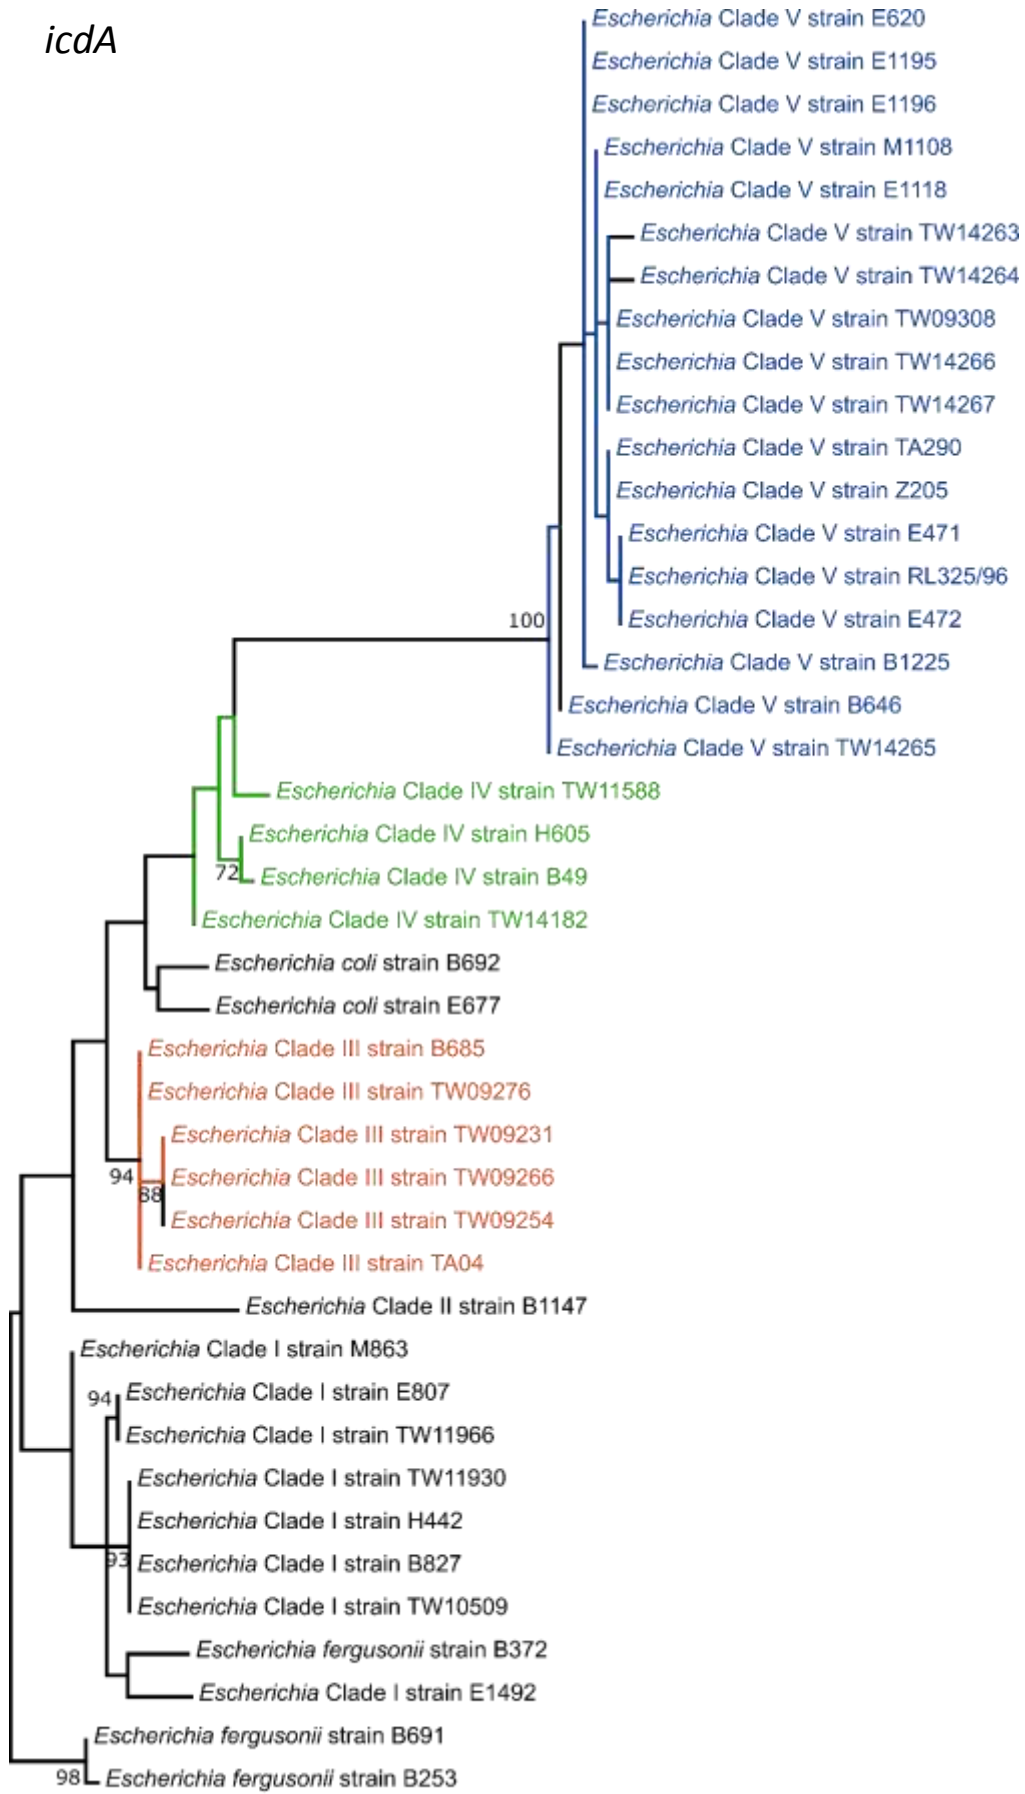 icdA
Escherichia Clade V strain E620
Escherichia Clade V strain E1195
Escherichia Clade V strain E1196
Escherichia Clade V strain M1108
Escherichia Clade V strain E1118
Escherichia Clade V strain TW14263
Escherichia Clade V strain TW14264
Escherichia Clade V strain TW09308
Escherichia Clade V strain TW14266
Escherichia Clade V strain TW14267
Escherichia Clade V strain TA290
Escherichia Clade V strain Z205
Escherichia Clade V strain E471
Escherichia Clade V strain RL325/96
Escherichia Clade V strain E472
100
Escherichia Clade V strain B1225
Escherichia Clade V strain B646
Escherichia Clade V strain TW14265
Escherichia Clade IV strain TW11588
Escherichia Clade IV strain H605
72
Escherichia Clade IV strain B49
Escherichia Clade IV strain TW14182
Escherichia coli strain B692
Escherichia coli strain E677
Escherichia Clade III strain B685
Escherichia Clade III strain TW09276
Escherichia Clade III strain TW09231
94
Escherichia Clade III strain TW09266
88
Escherichia Clade III strain TW09254
Escherichia Clade III strain TA04
Escherichia Clade II strain B1147
Escherichia Clade I strain M863
94
Escherichia Clade I strain E807
Escherichia Clade I strain TW11966
Escherichia Clade I strain TW11930
Escherichia Clade I strain H442
93
Escherichia Clade I strain B827
Escherichia Clade I strain TW10509
Escherichia fergusonii strain B372
Escherichia Clade I strain E1492
Escherichia fergusonii strain B691
98
Escherichia fergusonii strain B253